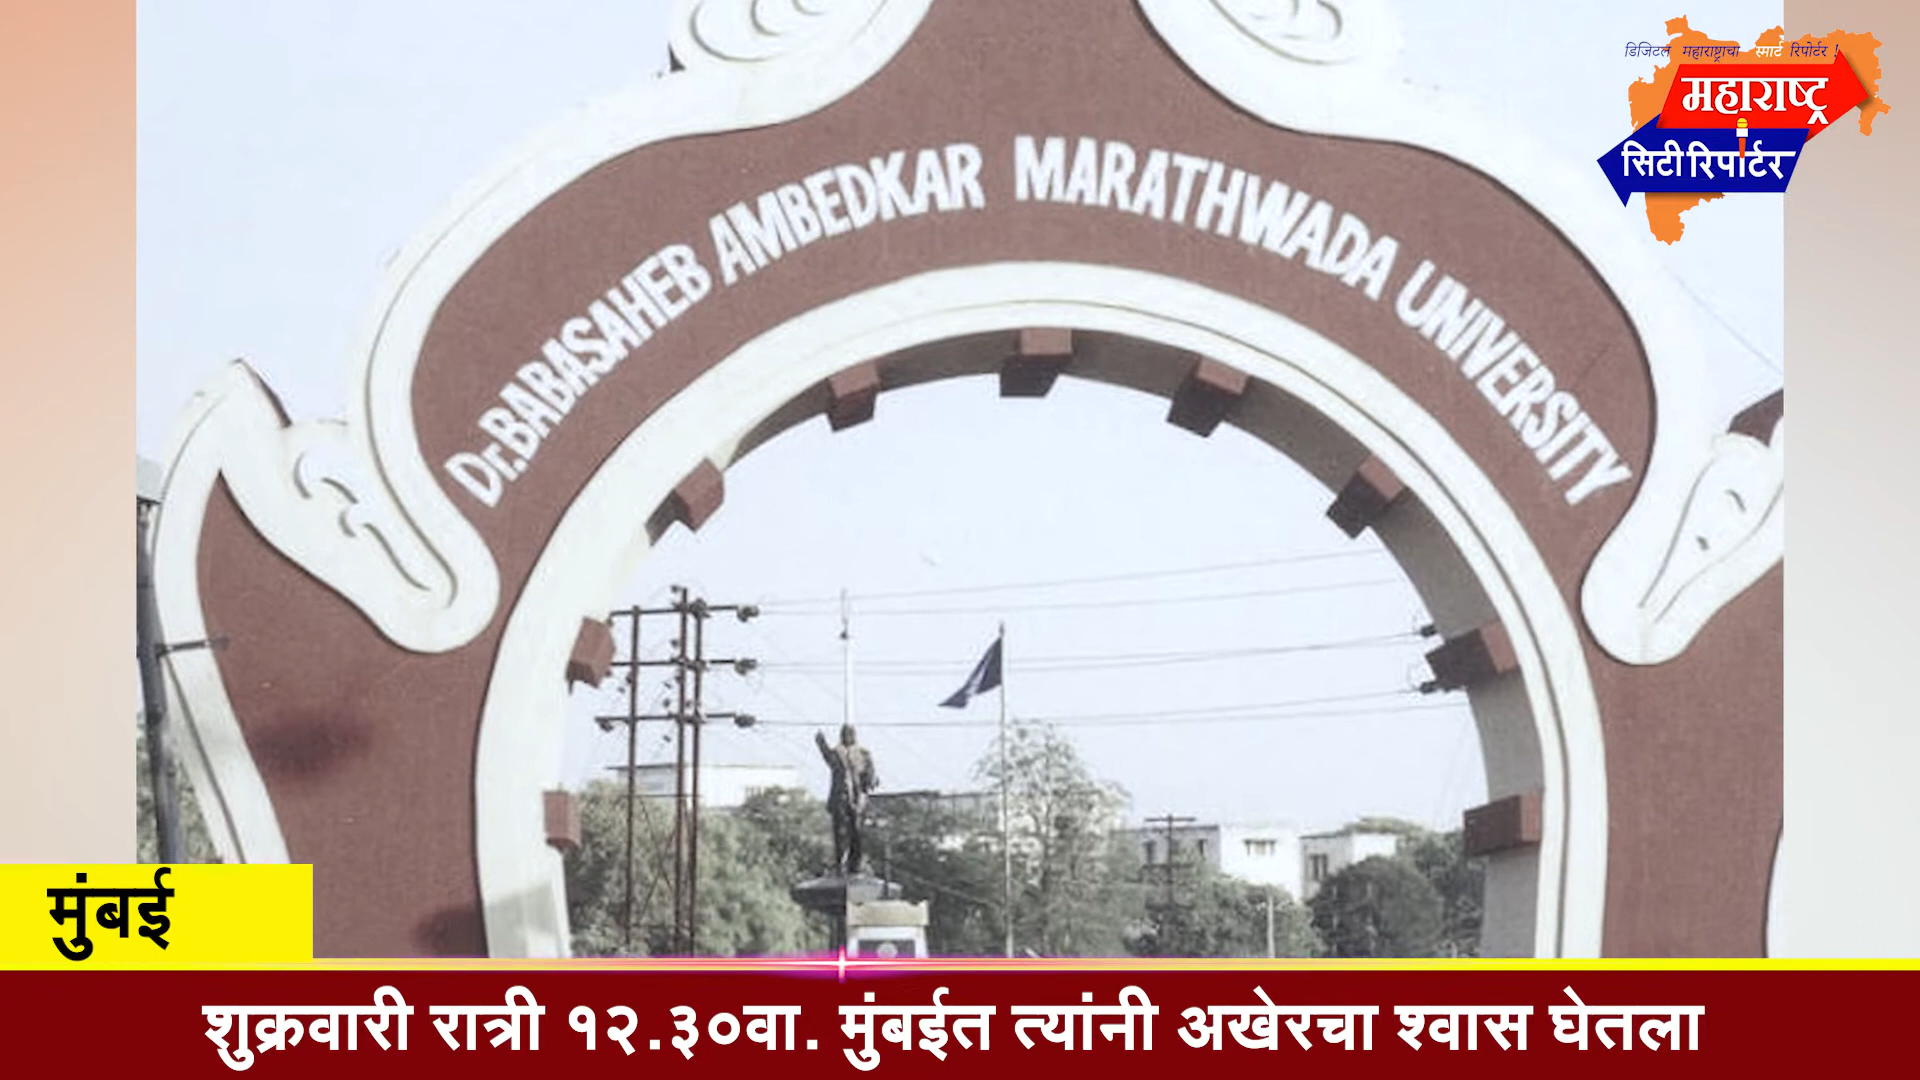 डिजिटल महाराष्ट्राचा स्मार्ट रिपोर्टर !
महाराष्ट्र
सिटी रिपोर्टर
Dr. BABASAHEB AMBEDKAR MARATHWADA UNIVERSITY
मुंबई
शुक्रवारी रात्री १२.३०वा. मुंबईत त्यांनी अखेरचा श्वास घेतला